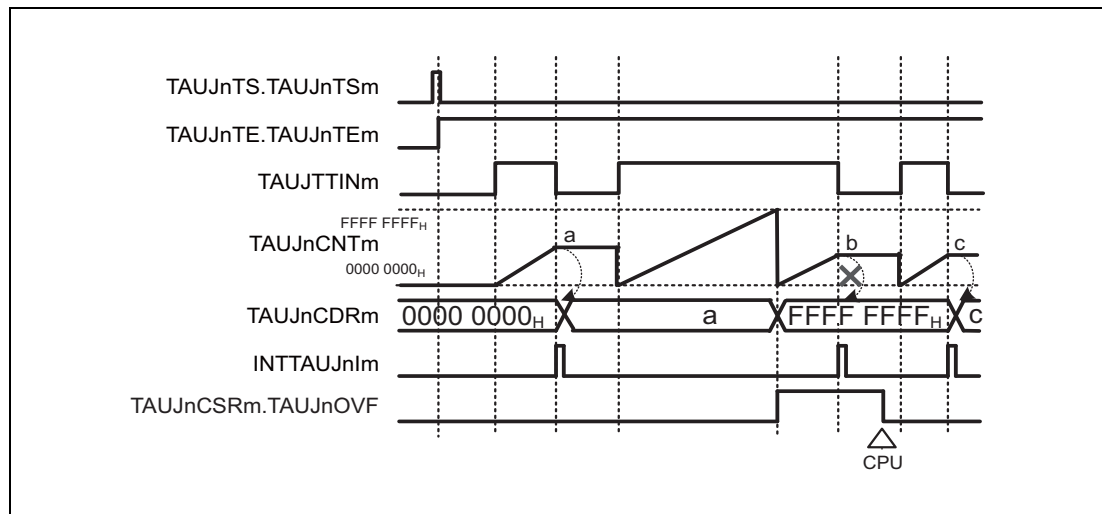 TAUJnTS.TAUJnTSm
TAUJnTE.TAUJnTEm
TAUJTTINm
FFFF FFFFH
TAUJnCNTm
0000 0000H
a
b
c
TAUJnCDRm
0000 0000H
a
FFFF FFFFH
c
INTTAUJnIm
TAUJnCSRm.TAUJnOVF
CPU